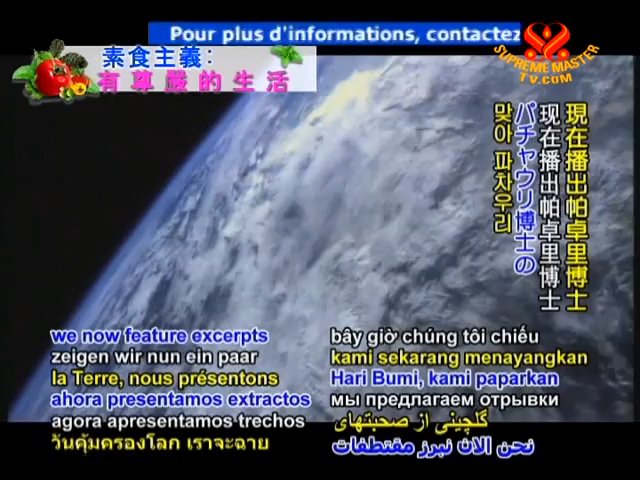 Pour plus d'informations, contactez
素食主義：
有尊嚴的生活
SUPREME MASTER
TV.COM
現在播出帕卓里博士
现在播出帕卓里博士
パチャウリ博士の
맞아 파차우리
we now feature excerpts
zeigen wir nun ein paar
la Terre, nous présentons
ahora presentamos extractos
agora apresentamos trechos
วันคุ้มครองโลก เราจะฉาย
bây giờ chúng tôi chiếu
kami sekarang menayangkan
Hari Bumi, kami paparkan
мы предлагаем отрывки
گلچینی از صحبتهای
نحن الآن نبرز مقتطفات